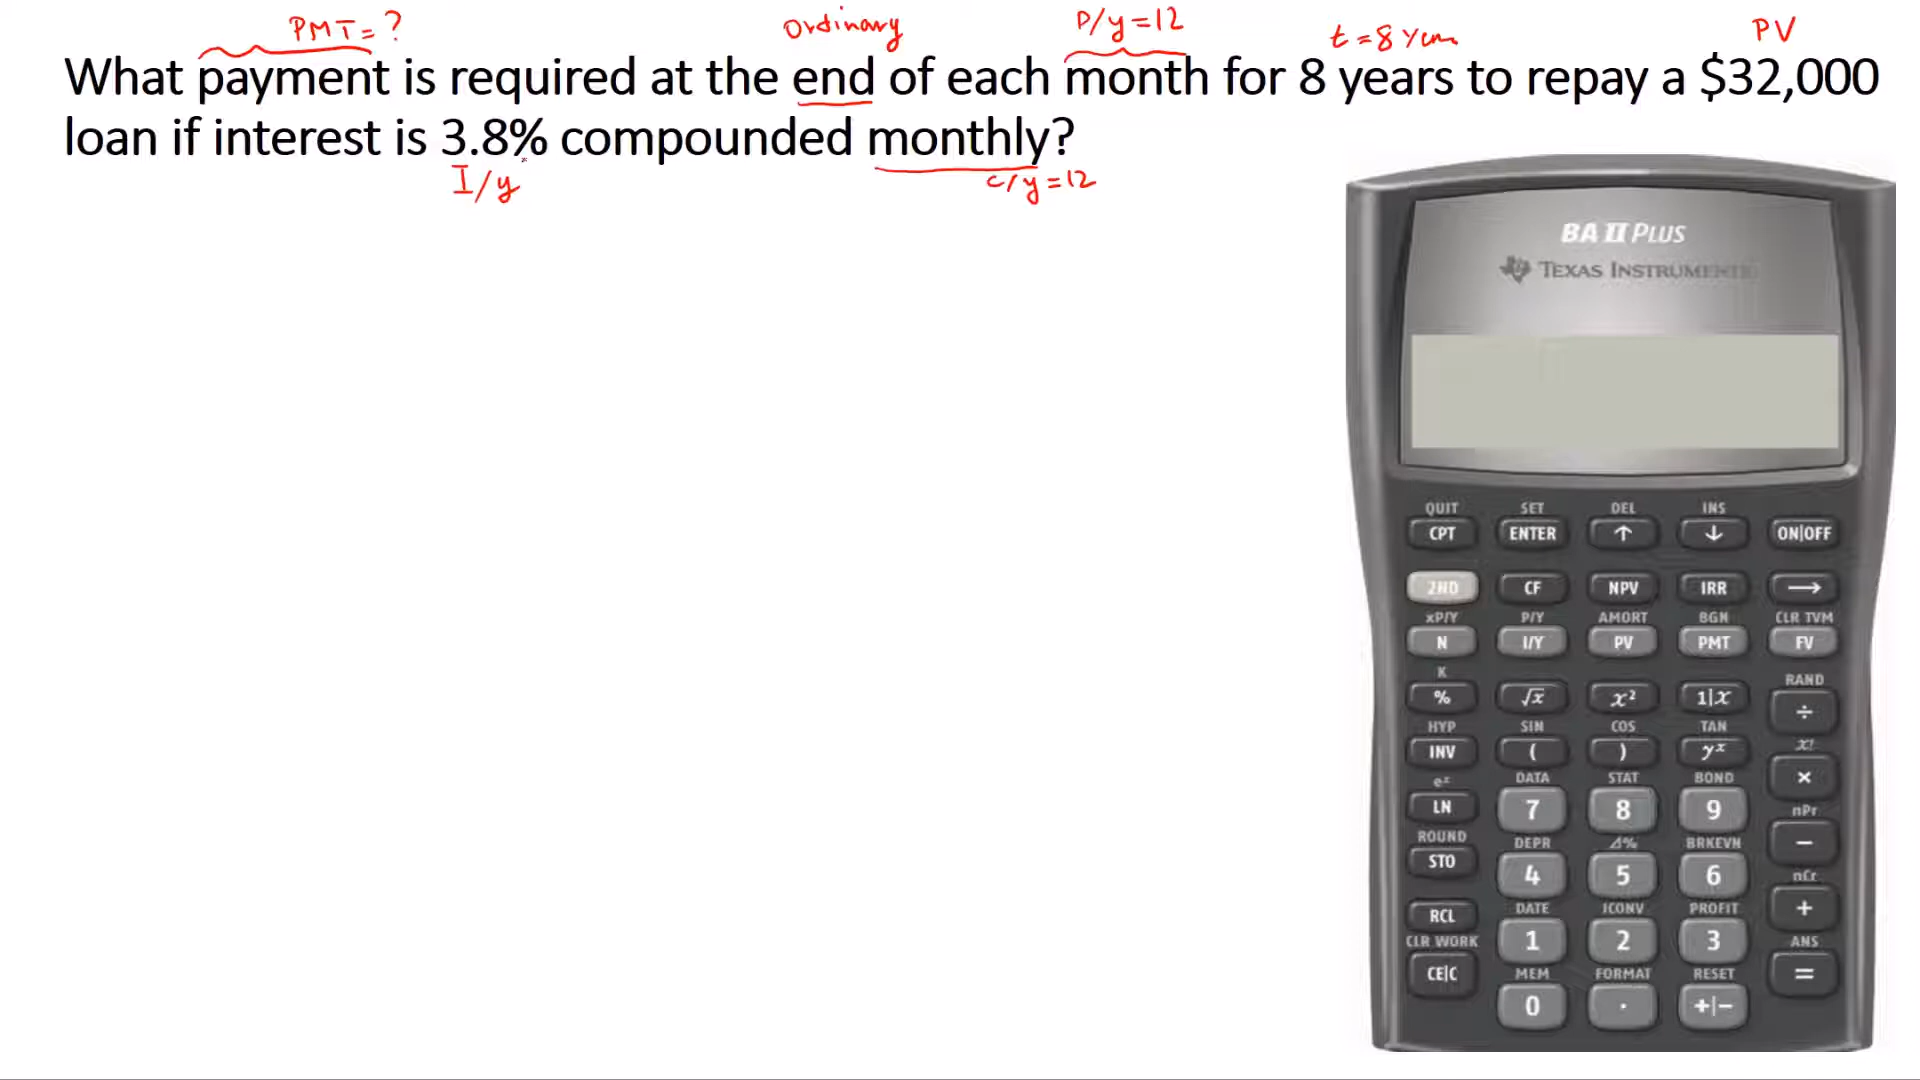 PMT = ?
Ordinary
P/y = 12
t = 8 Year
PV
What payment is required at the end of each month for 8 years to repay a $32,000
loan if interest is 3.8% compounded monthly?
I/y
C/y = 12
BA II PLUS
TEXAS INSTRUMENTS
QUIT SET DEL INS
CPT ENTER ↑ ↓ ON|OFF
2ND CF NPV IRR →
xP/Y P/Y AMORT BGN CLR TVM
N I/Y PV PMT FV
K RAND
% √x x² 1|x ÷
HYP SIN COS TAN x!
INV ( ) yˣ ×
eˣ DATA STAT BOND nPr
LN 7 8 9 −
ROUND DEPR Δ% BRKEVN nCr
STO 4 5 6 +
RCL DATE ICONV PROFIT
1 2 3
CLR WORK MEM FORMAT RESET ANS
CE|C 0 . +|− =